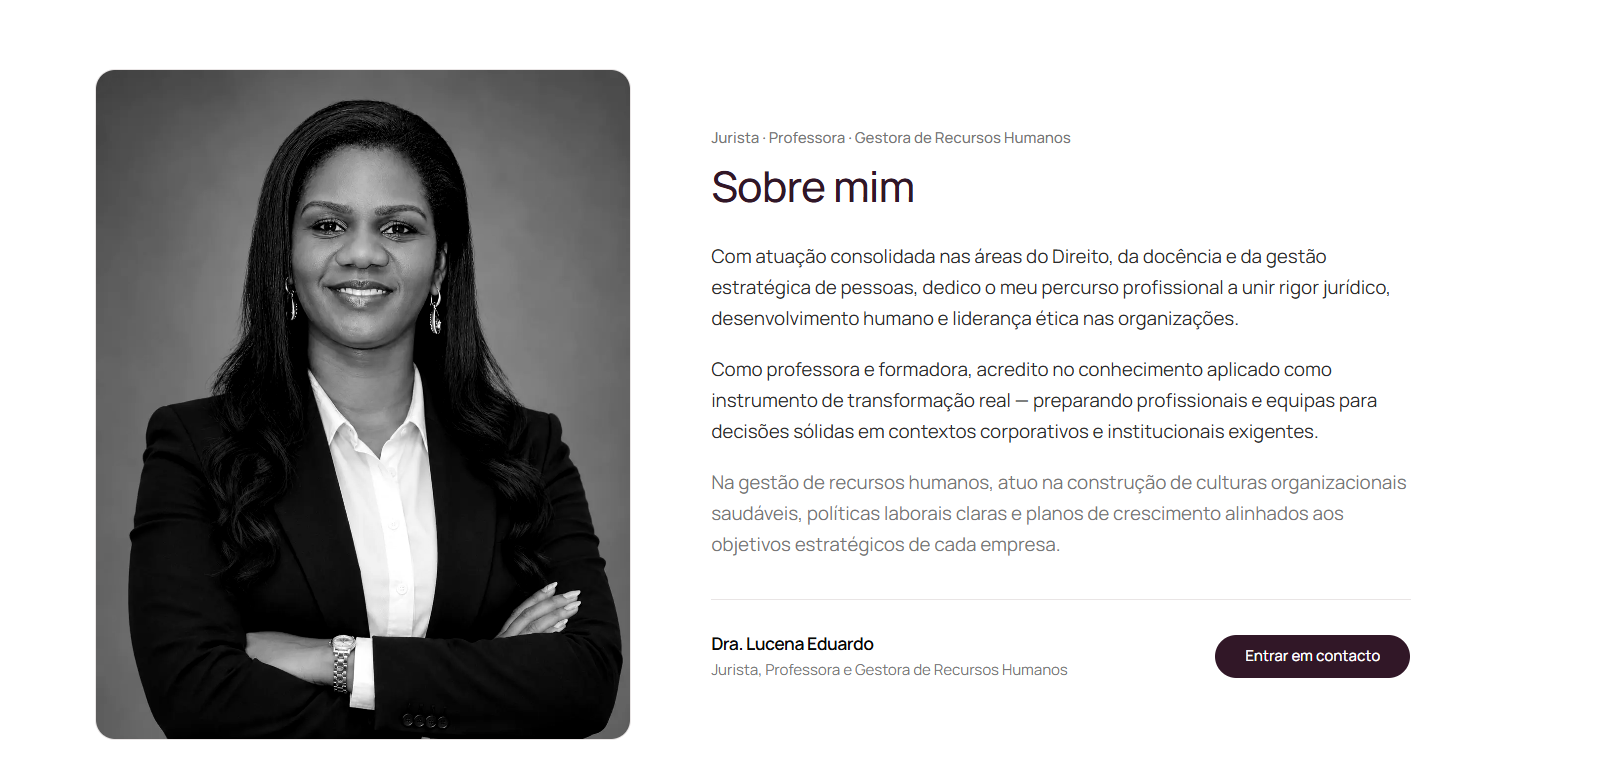 Jurista · Professora · Gestora de Recursos Humanos
Sobre mim
Com atuação consolidada nas áreas do Direito, da docência e da gestão
estratégica de pessoas, dedico o meu percurso profissional a unir rigor jurídico,
desenvolvimento humano e liderança ética nas organizações.
Como professora e formadora, acredito no conhecimento aplicado como
instrumento de transformação real — preparando profissionais e equipas para
decisões sólidas em contextos corporativos e institucionais exigentes.
Na gestão de recursos humanos, atuo na construção de culturas organizacionais
saudáveis, políticas laborais claras e planos de crescimento alinhados aos
objetivos estratégicos de cada empresa.
Dra. Lucena Eduardo
Jurista, Professora e Gestora de Recursos Humanos
Entrar em contacto